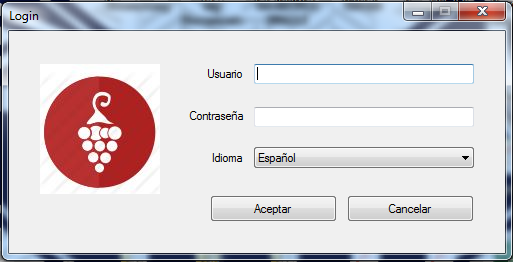 Login
Usuario
Contraseña
Idioma Español
Aceptar Cancelar